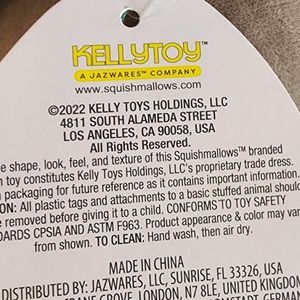 KELLYTOY™
A JAZWARES™ COMPANY
www.squishmallows.com
©2022 KELLY TOYS HOLDINGS, LLC
4811 SOUTH ALAMEDA STREET
LOS ANGELES, CA 90058, USA
All Rights Reserved.
e shape, look, feel, and texture of this Squishmallows™ branded
h toy constitutes Kelly Toys Holdings, LLC's proprietary trade dress.
packaging for future reference as it contains important information.
ON: All plastic tags and attachments to a basic stuffed animal should
e removed before giving it to a child. CONFORMS TO TOY SAFETY
DARDS CPSIA AND ASTM F963. Product appearance & color may var
from shown. TO CLEAN: Hand wash, then air dry.
MADE IN CHINA
DISTRIBUTED BY: JAZWARES, LLC, SUNRISE, FL 33326, USA
GROVE, LONDON, N7 8LE, UNITED KINGD